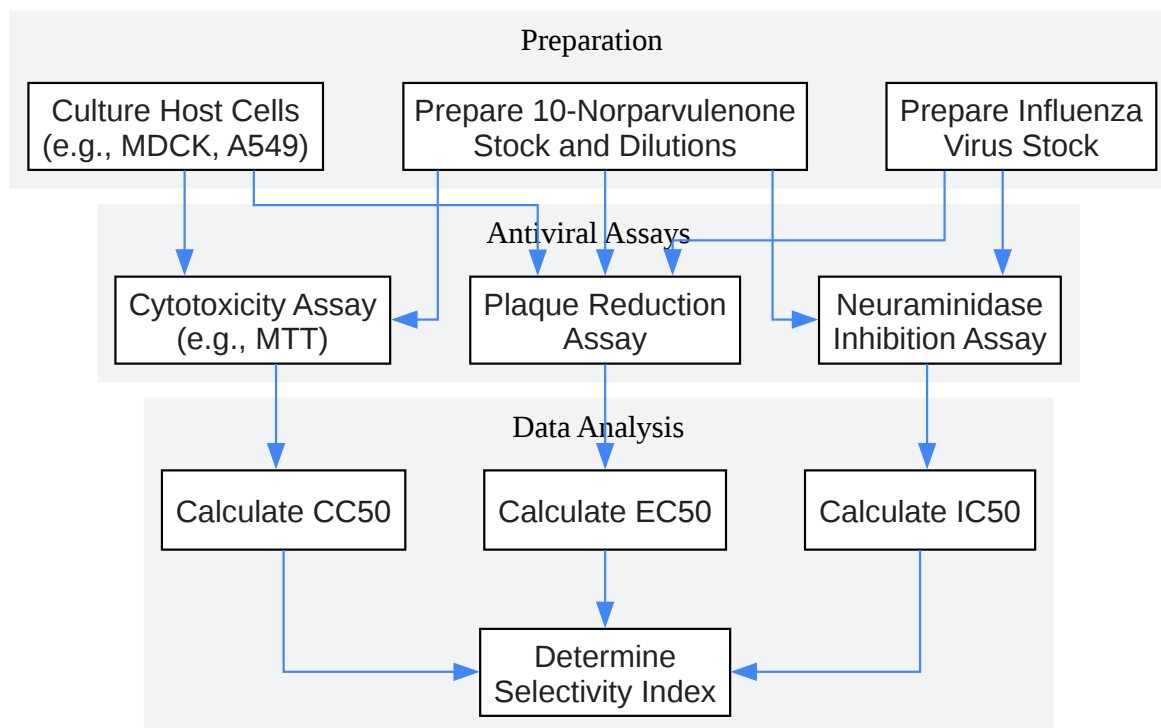 Preparation
Culture Host Cells
(e.g., MDCK, A549)
Prepare 10-Norparvulenone
Stock and Dilutions
Prepare Influenza
Virus Stock
Antiviral Assays
Cytotoxicity Assay
(e.g., MTT)
Plaque Reduction
Assay
Neuraminidase
Inhibition Assay
Data Analysis
Calculate CC50
Calculate EC50
Calculate IC50
Determine
Selectivity Index